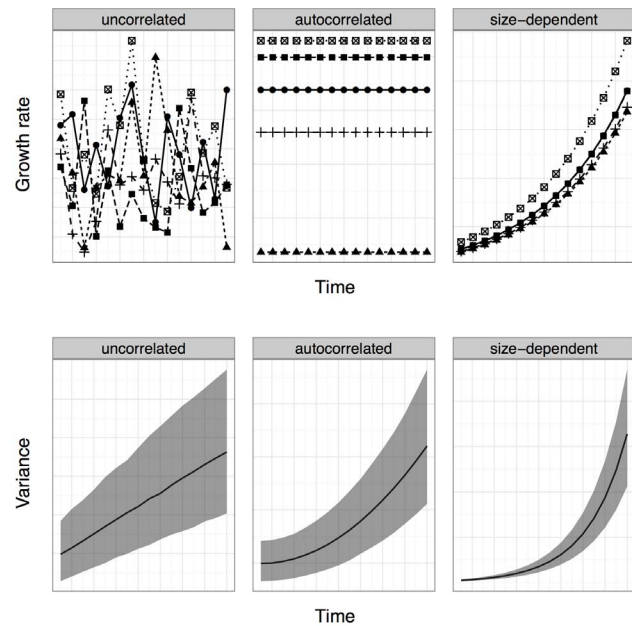 uncorrelated
autocorrelated
size-dependent
Growth rate
Time
uncorrelated
autocorrelated
size-dependent
Variance
Time